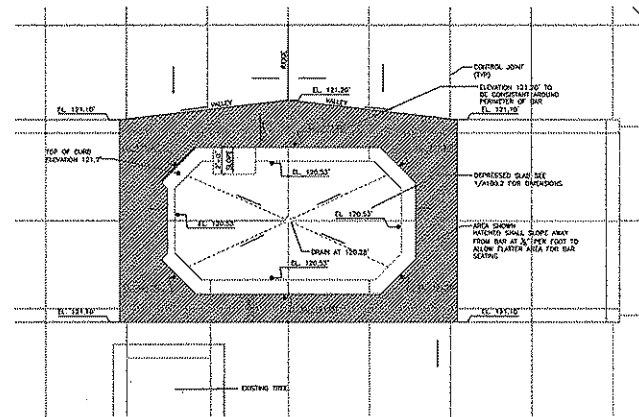 RIDGE
CONTROL JOINT
(TYP)
EL. 121.20'
VALLEY
VALLEY
ELEVATION 121.20' TO
BE CONSISTANT AROUND
PERIMETER OF BAR
EL. 121.10'
EL. 121.10'
TOP OF CURB
ELEVATION 121.2'
2'-0"
SLOPE
EL. 120.53'
DEPRESSED SLAB SEE
FOR DIMENSIONS
EL. 120.53'
EL. 120.53'
DRAIN AT 120.28'
AREA SHOWN
HATCHED SHALL SLOPE AWAY
FROM BAR AT PER FOOT TO
ALLOW FLATTER AREA FOR BAR
SEATING
EL. 120.53'
EL. 121.10'
EL. 121.10'
EXISTING TREE